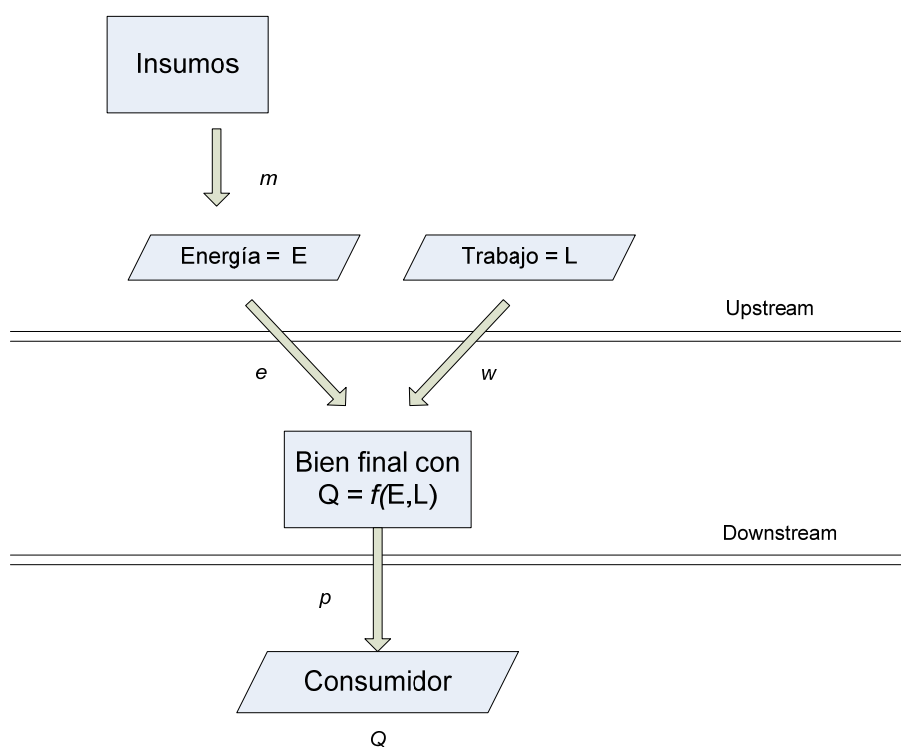 Insumos
m
Energía = E
Trabajo = L
Upstream
e
w
Bien final con
Q = f(E,L)
Downstream
p
Consumidor
Q